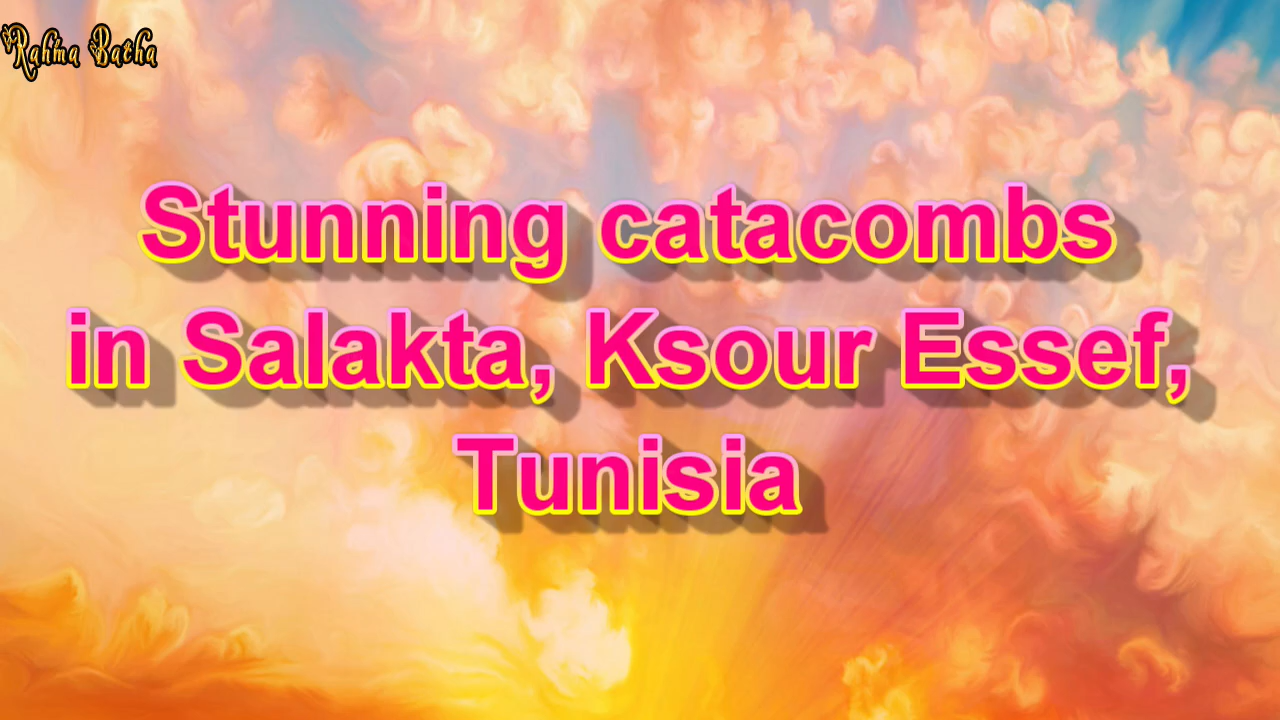 Rahma Batha
Stunning catacombs
in Salakta, Ksour Essef,
Tunisia